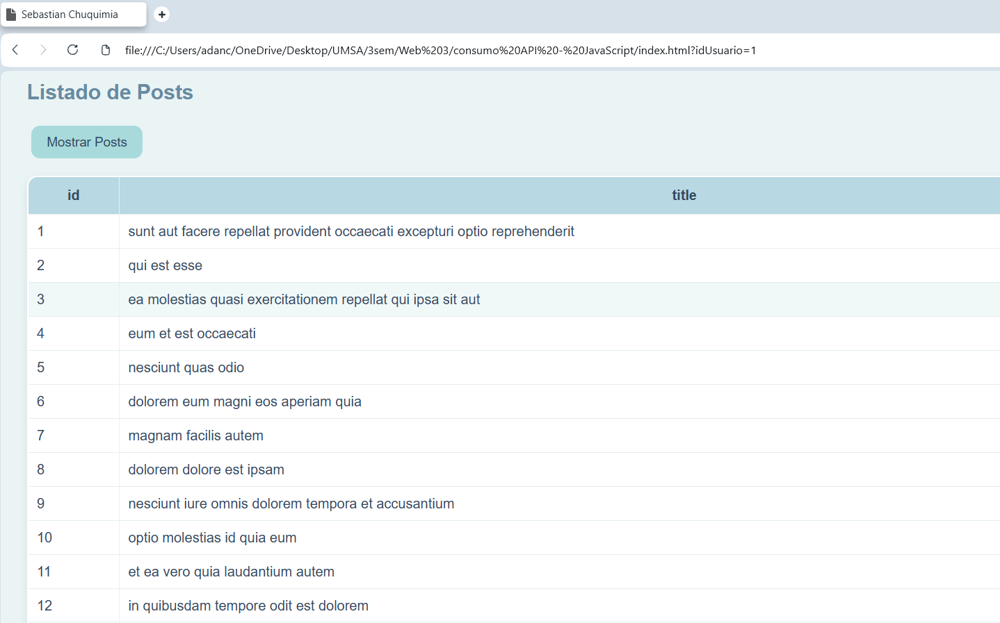 Sebastian Chuquimia
file:///C:/Users/adanc/OneDrive/Desktop/UMSA/3sem/Web%203/consumo%20API%20-%20JavaScript/index.html?idUsuario=1
Listado de Posts
Mostrar Posts
id title
1 sunt aut facere repellat provident occaecati excepturi optio reprehenderit
2 qui est esse
3 ea molestias quasi exercitationem repellat qui ipsa sit aut
4 eum et est occaecati
5 nesciunt quas odio
6 dolorem eum magni eos aperiam quia
7 magnam facilis autem
8 dolorem dolore est ipsam
9 nesciunt iure omnis dolorem tempora et accusantium
10 optio molestias id quia eum
11 et ea vero quia laudantium autem
12 in quibusdam tempore odit est dolorem